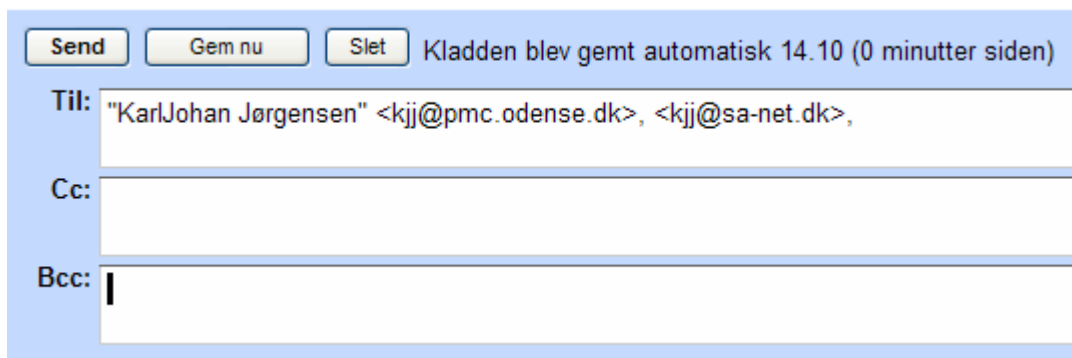 Send Gem nu Slet Kladden blev gemt automatisk 14.10 (0 minutter siden)
Til: "KarlJohan Jørgensen" <kjj@pmc.odense.dk>, <kjj@sa-net.dk>,
Cc:
Bcc: